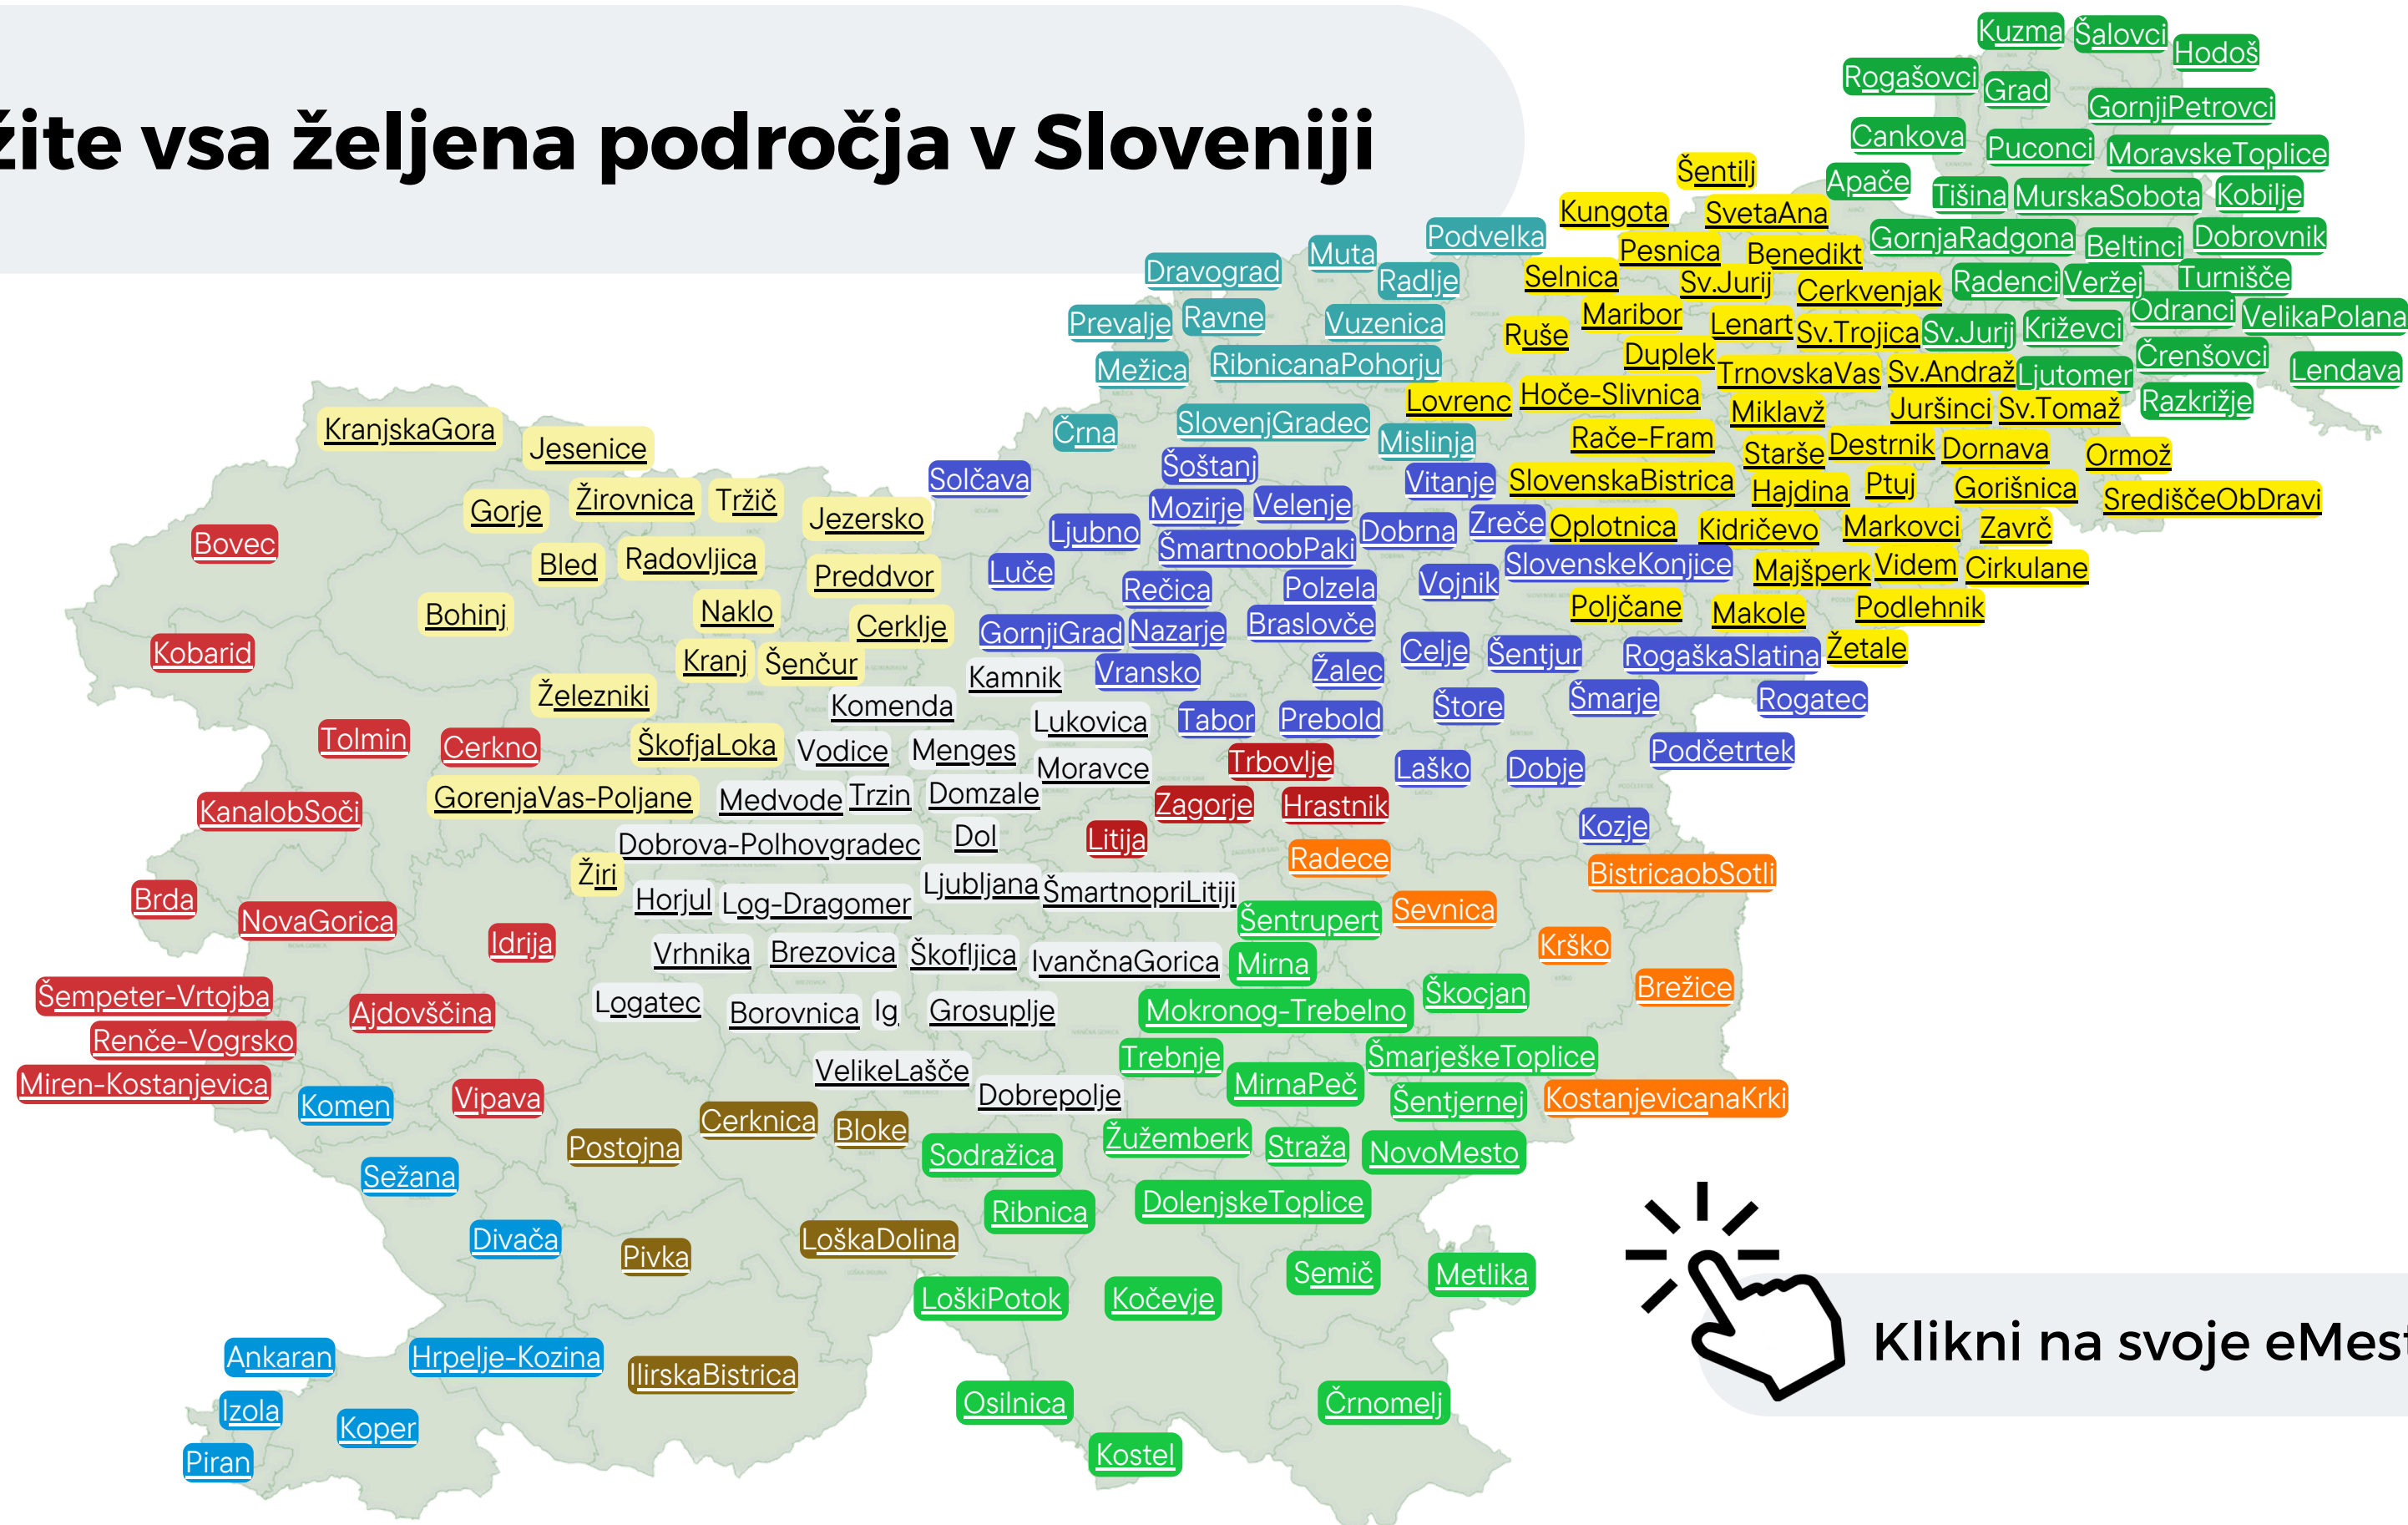 žite vsa željena področja v Sloveniji
Kuzma Šalovci Hodoš
Rogašovci Grad GornjiPetrovci
Cankova Puconci MoravskeToplice
Šentilj Apače Tišina MurskaSobota Kobilje
Kungota SvetaAna GornjaRadgona Beltinci Dobrovnik
Podvelka Pesnica Benedikt
Muta Dravograd Radlje Selnica Sv.Jurij Cerkvenjak Radenci Veržej Turnišče
Prevalje Ravne Vuzenica Ruše Maribor Lenart Sv.Trojica Sv.Jurij Križevci Odranci VelikaPolana
Mežica RibnicanaPohorju Duplek TrnovskaVas Sv.Andraž Ljutomer Črenšovci Lendava
Lovrenc Hoče-Slivnica Miklavž Juršinci Sv.Tomaž Razkrižje
KranjskaGora Jesenice Črna SlovenjGradec Mislinja Rače-Fram Starše Destrnik Dornava Ormož
Solčava Šoštanj Vitanje SlovenskaBistrica Hajdina Ptuj Gorišnica SrediščeObDravi
Gorje Žirovnica Tržič Jezersko Mozirje Velenje
Bovec Ljubno ŠmartnoobPaki Dobrna Zreče Oplotnica Kidričevo Markovci Zavrč
Bled Radovljica Preddvor Luče Rečica Polzela Vojnik SlovenskeKonjice Majšperk Videm Cirkulane
Bohinj Naklo Cerklje GornjiGrad Nazarje Braslovče Poljčane Makole Podlehnik
Kobarid Kranj Šenčur Kamnik Vransko Žalec Celje Šentjur RogaškaSlatina Žetale
Železniki Komenda Lukovica Tabor Prebold Štore Šmarje Rogatec
Tolmin Cerkno ŠkofjaLoka Vodice Menges Moravce Trbovlje Laško Dobje Podčetrtek
KanalobSoči GorenjaVas-Poljane Medvode Trzin Domzale Zagorje Hrastnik
Dobrova-Polhovgradec Dol Litija Radece Kozje
Žiri Ljubljana ŠmartnopriLitiji BistricaobSotli
Brda NovaGorica Horjul Log-Dragomer Šentrupert Sevnica
Idrija Vrhnika Brezovica Škofljica IvančnaGorica Mirna Krško
Šempeter-Vrtojba Ajdovščina Logatec Borovnica Ig Grosuplje Mokronog-Trebelno Škocjan Brežice
Renče-Vogrsko VelikeLašče Trebnje ŠmarješkeToplice
Miren-Kostanjevica Komen Vipava Dobrepolje MirnaPeč Šentjernej KostanjevicanaKrki
Postojna Cerknica Bloke Sodražica Žužemberk Straža NovoMesto
Sežana Ribnica DolenjskeToplice
Divača Pivka LoškaDolina
LoškiPotok Kočevje Semič Metlika
Ankaran Hrpelje-Kozina IlirskaBistrica Klikni na svoje eMest
Izola Koper Osilnica Črnomelj
Piran Kostel